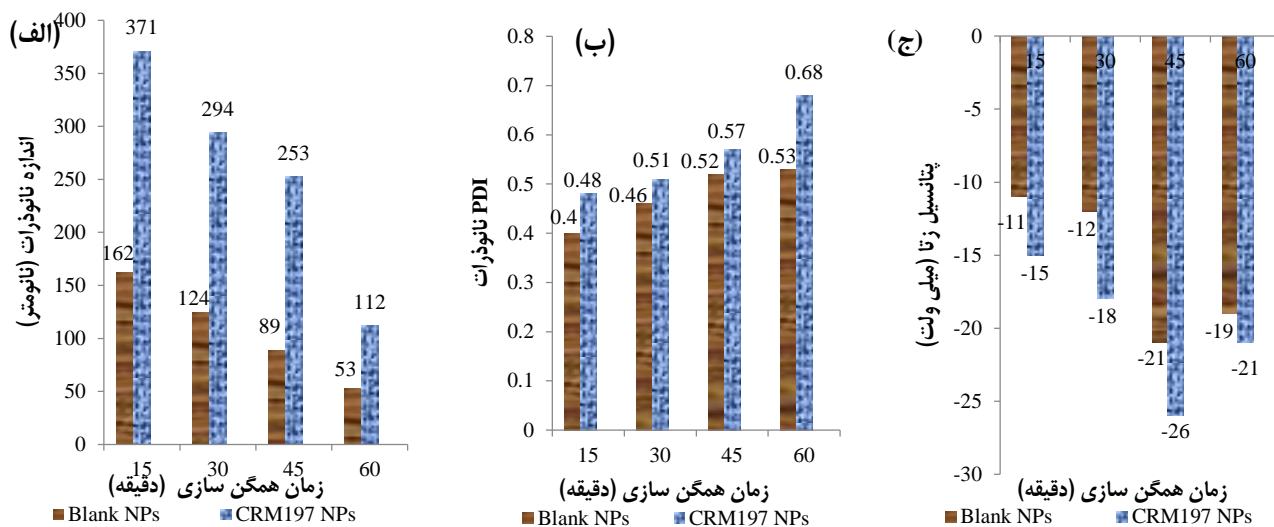 (الف)
اندازه نانوذرات (نانومتر)
400
350
300
250
200
150
100
50
0
371
294
253
112
162
124
89
53
15 30 45 60
زمان همگن سازی (دقیقه)
Blank NPs CRM197 NPs
(ب)
PDI نانوذرات
0.8
0.7
0.6
0.5
0.4
0.3
0.2
0.1
0
0.4 0.48
0.46 0.51
0.52 0.57
0.53 0.68
15 30 45 60
زمان همگن سازی (دقیقه)
Blank NPs CRM197 NPs
(ج)
پتانسیل زتا (میلی ولت)
0
-5
-10
-15
-20
-25
-30
15 30 45 60
-11 -15
-12 -18
-21 -26
-19 -21
زمان همگن سازی (دقیقه)
Blank NPs CRM197 NPs